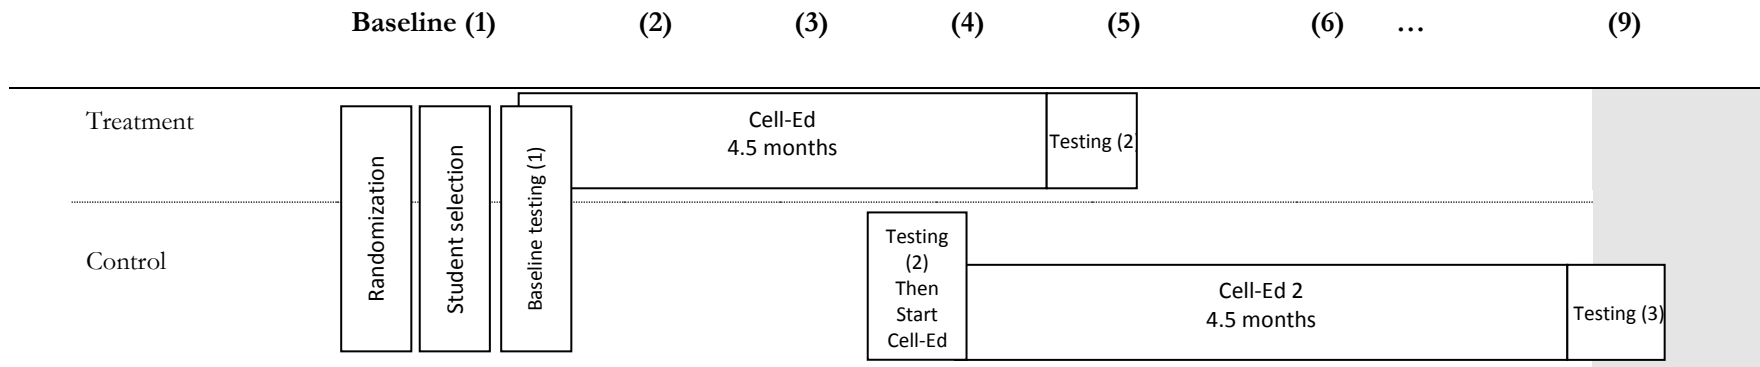 Baseline (1) (2) (3) (4) (5) (6) … (9)
Treatment
Randomization
Student selection
Baseline testing (1)
Cell-Ed
4.5 months
Testing (2)
Control
Testing
(2)
Then
Start
Cell-Ed
Cell-Ed 2
4.5 months
Testing (3)